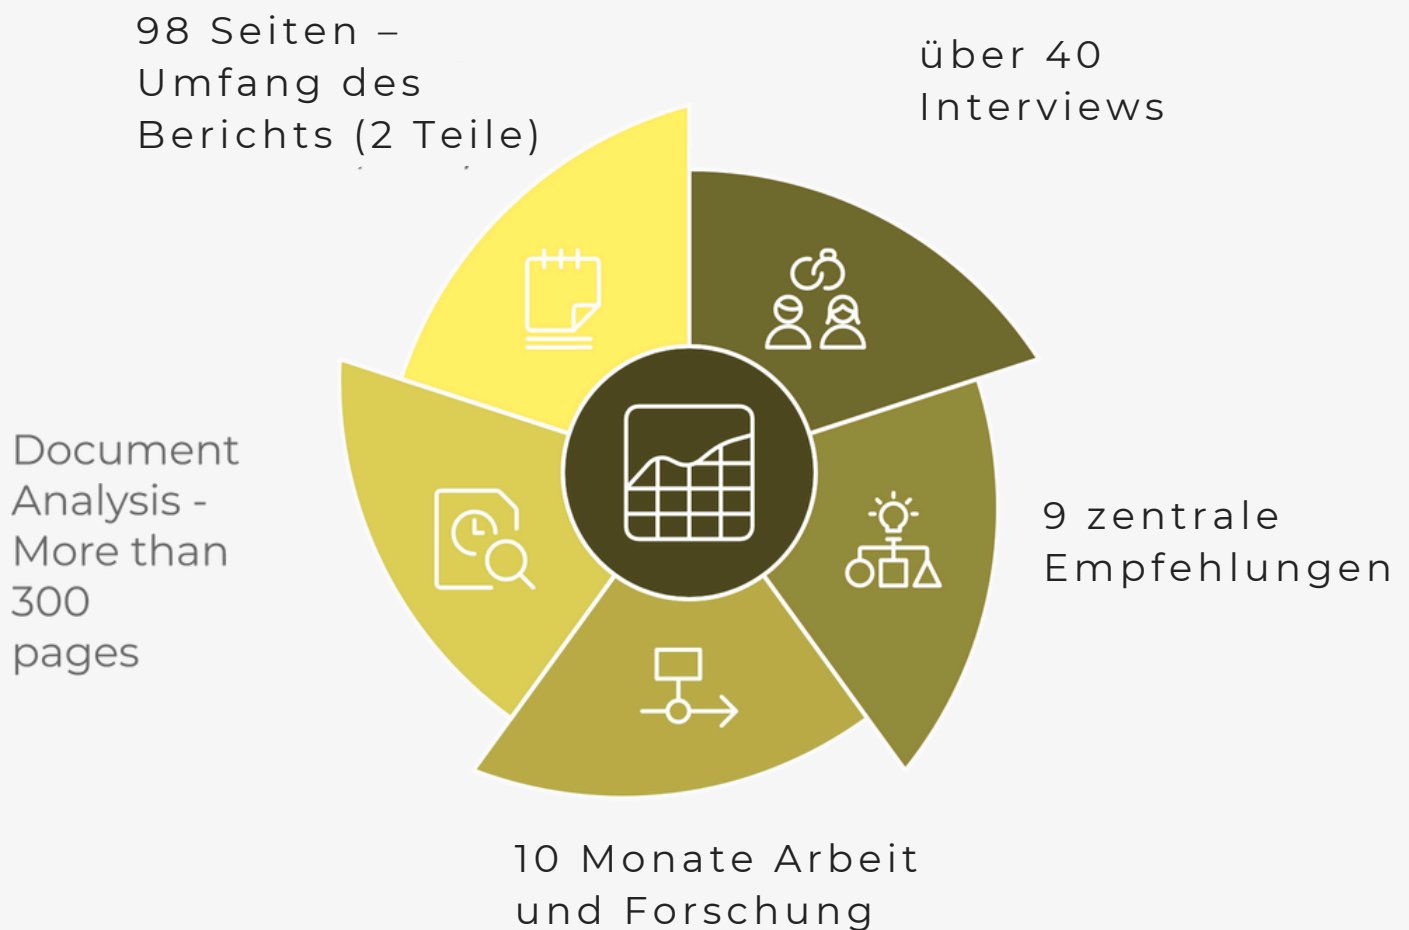 98 Seiten –
Umfang des
Berichts (2 Teile)
über 40
Interviews
Document
Analysis -
More than
300
pages
9 zentrale
Empfehlungen
10 Monate Arbeit
und Forschung